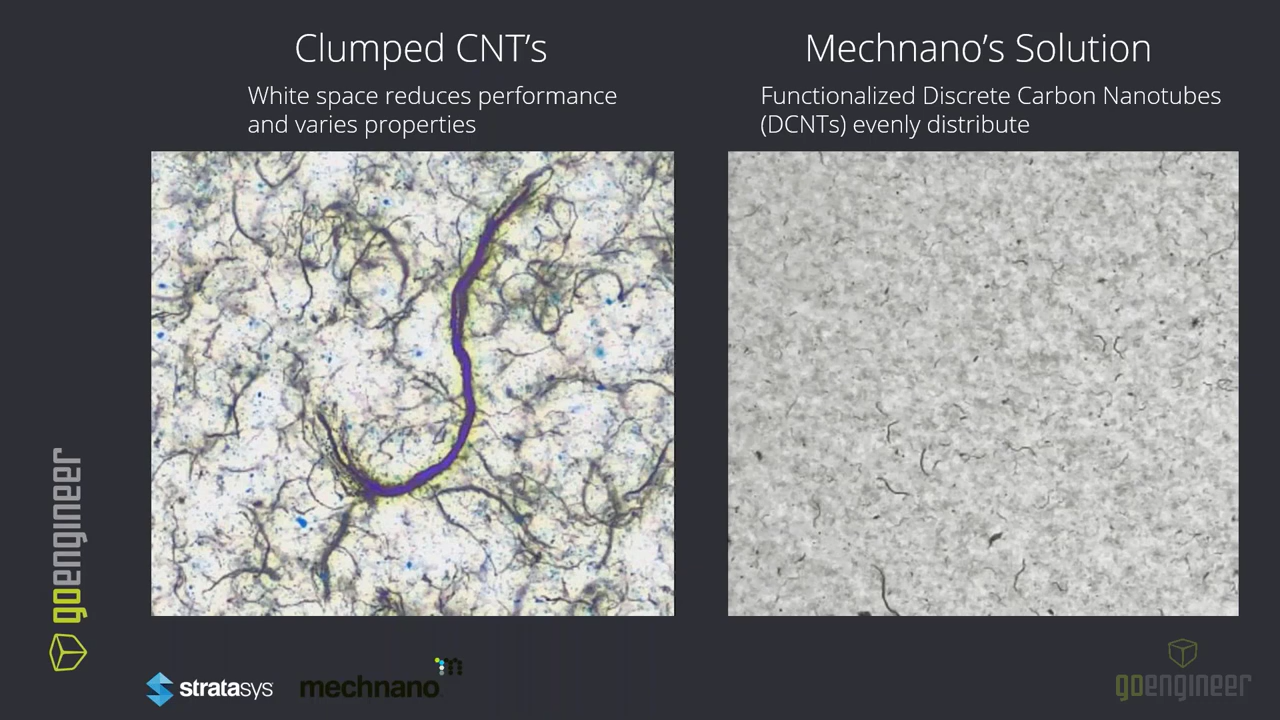 Clumped CNT's
White space reduces performance
and varies properties
Mechnano's Solution
Functionalized Discrete Carbon Nanotubes
(DCNTs) evenly distribute
goengineer
stratasys
mechnano
m
goengineer